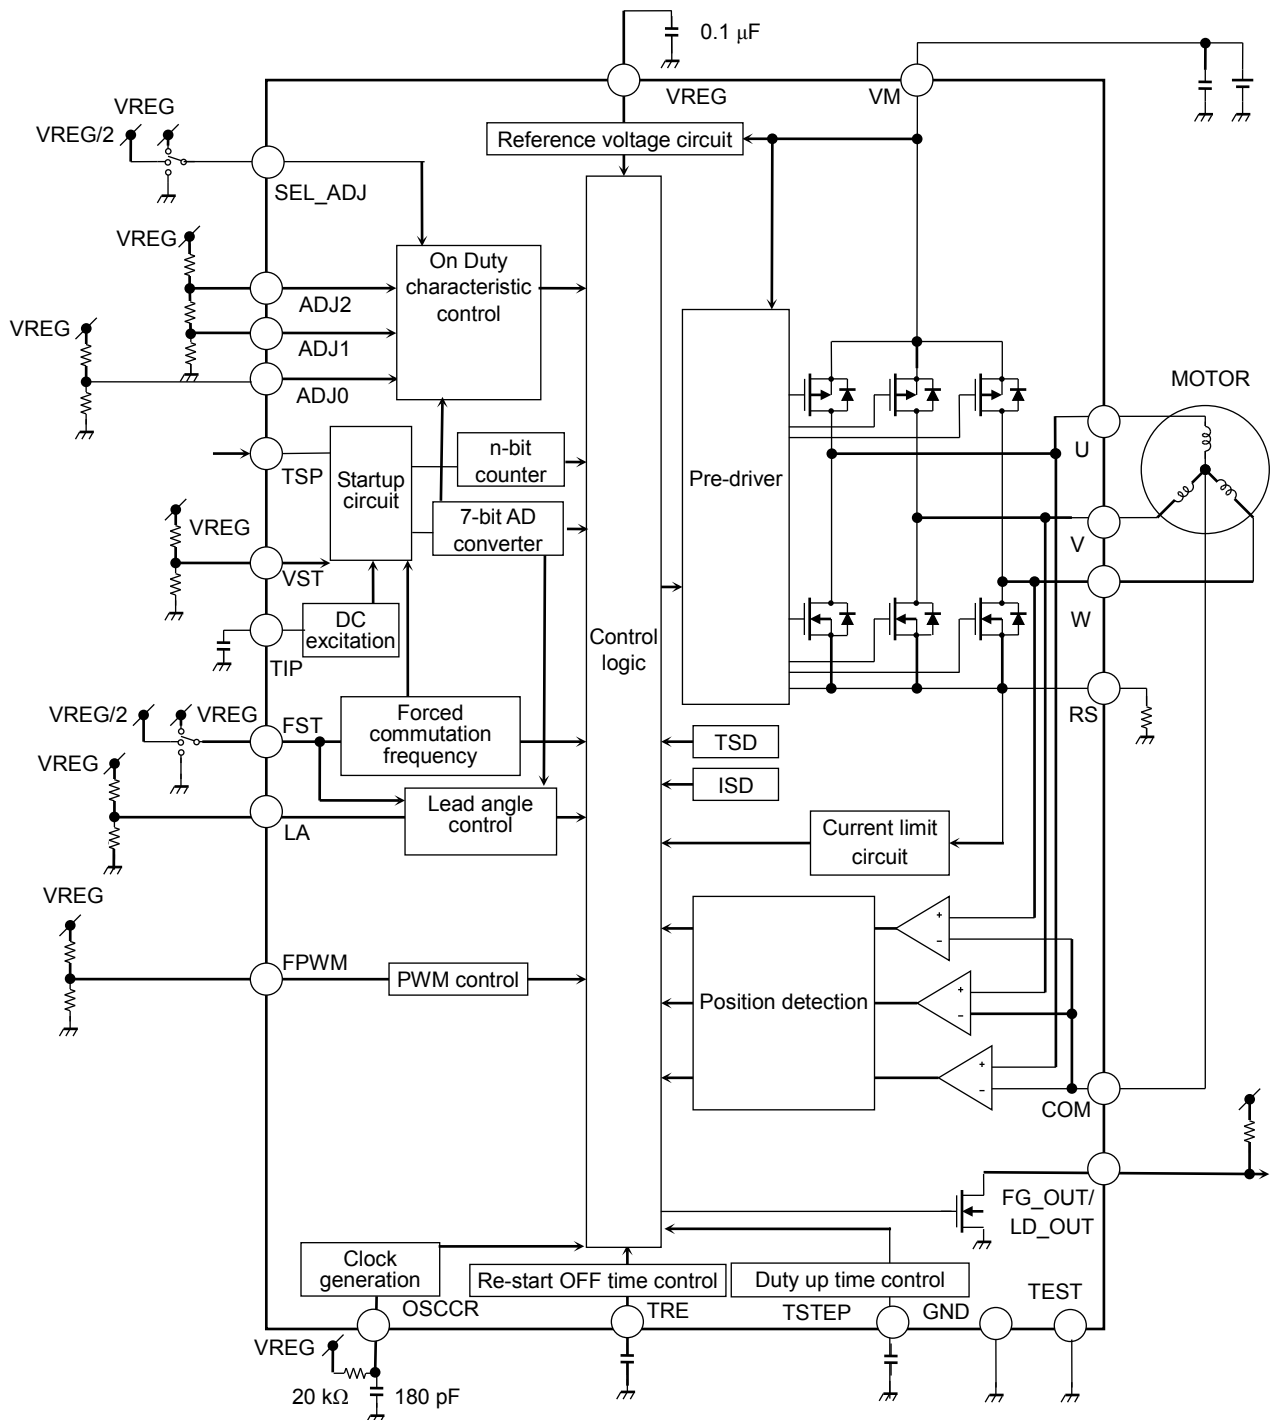 0.1 µF
VREG
VM
VREG
VREG/2
Reference voltage circuit
SEL_ADJ
VREG
On Duty
characteristic
control
ADJ2
VREG
ADJ1
ADJ0
MOTOR
U
TSP
Startup
circuit
n-bit
counter
Pre-driver
7-bit AD
converter
VREG
V
VST
W
DC
excitation
TIP
Control
logic
VREG/2
VREG
FST
Forced
commutation
frequency
RS
TSD
ISD
VREG
Lead angle
control
LA
Current limit
circuit
VREG
+
-
FPWM
PWM control
Position detection
+
-
+
-
COM
FG_OUT/
LD_OUT
Clock
generation
Re-start OFF time control
Duty up time control
OSCCR
TRE
TSTEP
GND
TEST
VREG
20 kΩ
180 pF